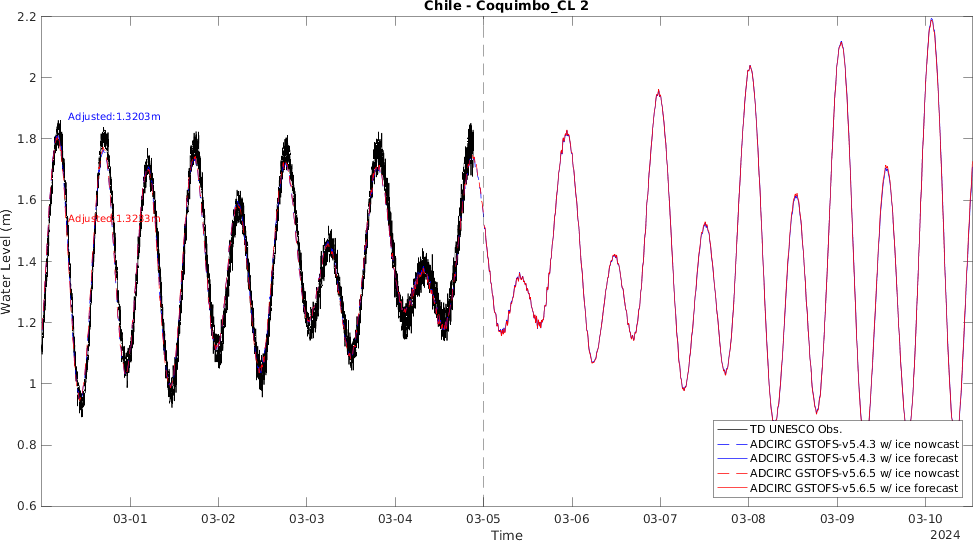 Chile - Coquimbo_CL 2
2.2
2
1.8
1.6
1.4
1.2
1
0.8
0.6
Water Level (m)
Adjusted:1.3203m
Adjusted:1.3203m
TD UNESCO Obs.
ADCIRC GSTOFS-v5.4.3 w/ ice nowcast
ADCIRC GSTOFS-v5.4.3 w/ ice forecast
ADCIRC GSTOFS-v5.6.5 w/ ice nowcast
ADCIRC GSTOFS-v5.6.5 w/ ice forecast
03-01 03-02 03-03 03-04 03-05 03-06 03-07 03-08 03-09 03-10
Time
2024